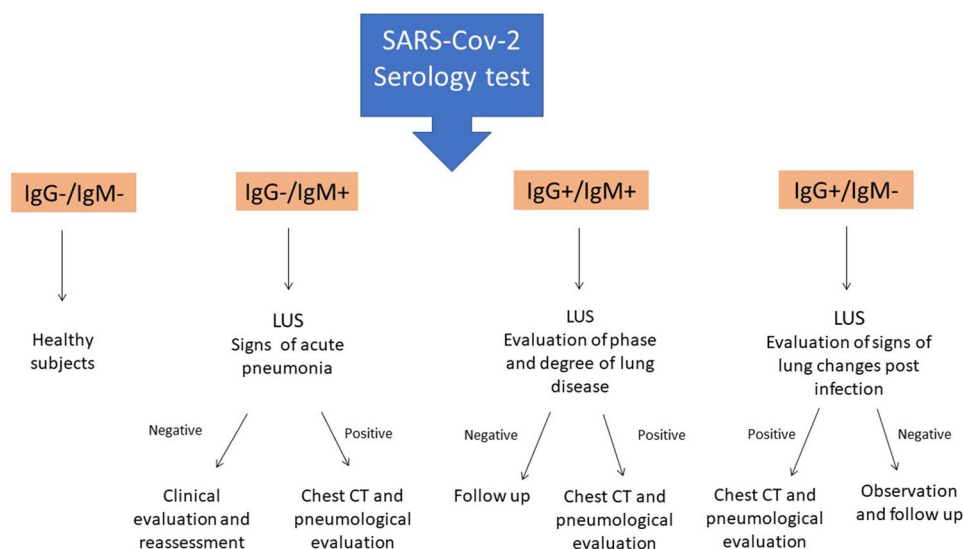 SARS-Cov-2
Serology test
IgG-/IgM-
IgG-/IgM+
IgG+/IgM+
IgG+/IgM-
Healthy
subjects
LUS
Signs of acute
pneumonia
LUS
Evaluation of phase
and degree of lung
disease
LUS
Evaluation of signs of
lung changes post
infection
Negative
Positive
Negative
Positive
Positive
Negative
Clinical
evaluation and
reassessment
Chest CT and
pneumological
evaluation
Follow up
Chest CT and
pneumological
evaluation
Chest CT and
pneumological
evaluation
Observation
and follow up